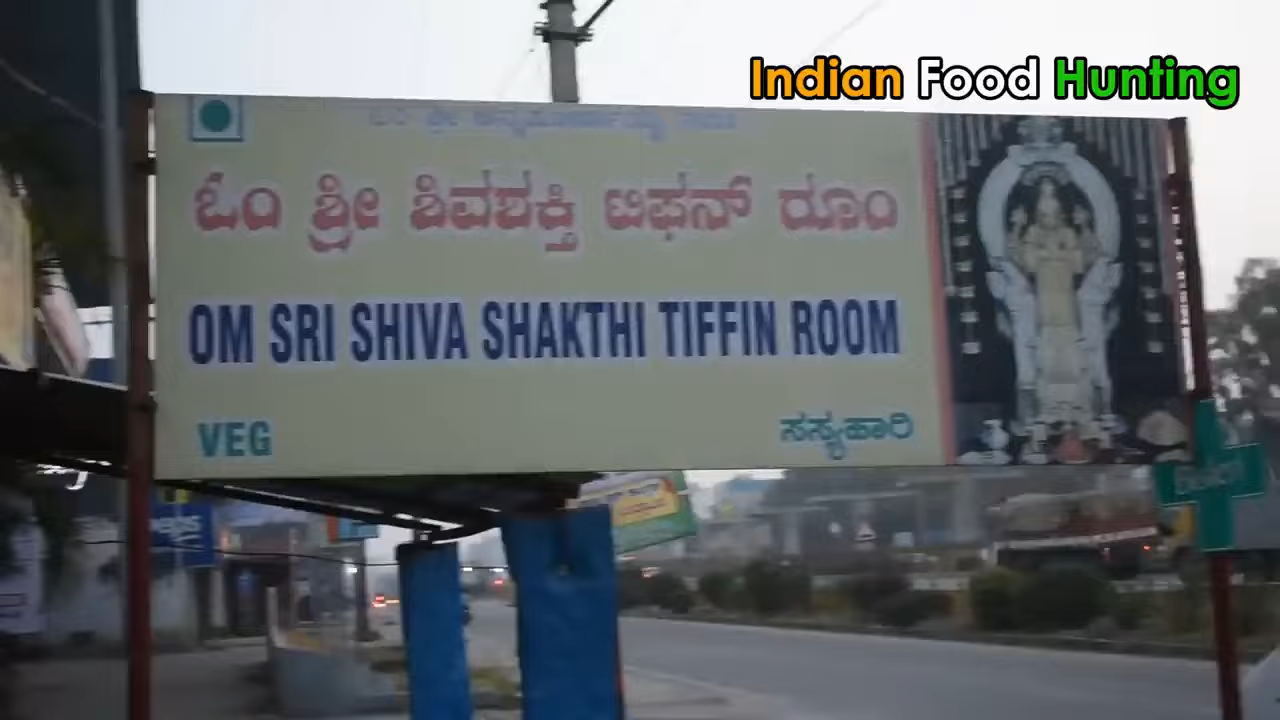 Indian Food Hunting
ಓಂ ಶ್ರೀ ಶಿವಶಕ್ತಿ ಟಿಫನ್ ರೂಂ
OM SRI SHIVA SHAKTHI TIFFIN ROOM
VEG
ಸಸ್ಯಹಾರಿ